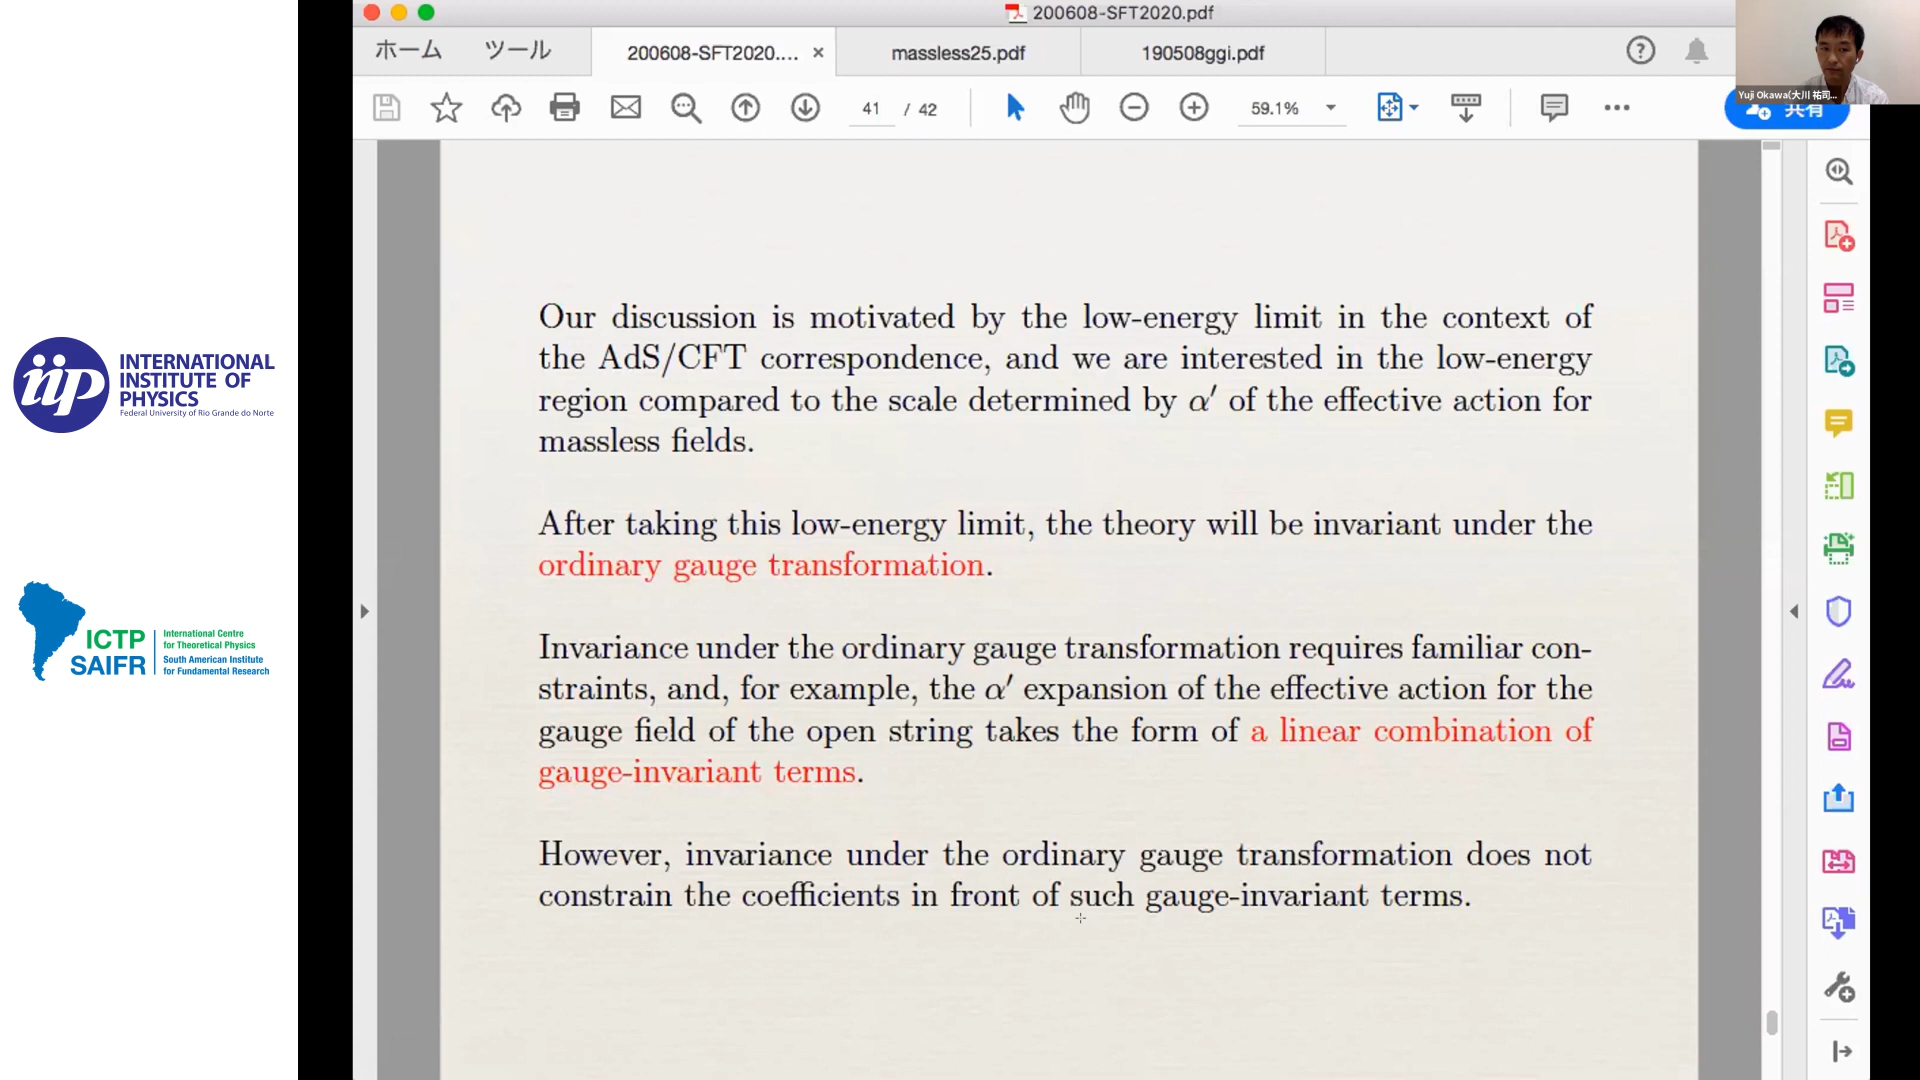 200608-SFT2020.pdf
ホーム
ツール
200608-SFT2020....
massless25.pdf
190508ggi.pdf
Yuji Okawa(大川 祐司...
41 / 42
59.1%
共有
Our discussion is motivated by the low-energy limit in the context of
the AdS/CFT correspondence, and we are interested in the low-energy
region compared to the scale determined by α′ of the effective action for
massless fields.
After taking this low-energy limit, the theory will be invariant under the
ordinary gauge transformation.
Invariance under the ordinary gauge transformation requires familiar con-
straints, and, for example, the α′ expansion of the effective action for the
gauge field of the open string takes the form of a linear combination of
gauge-invariant terms.
However, invariance under the ordinary gauge transformation does not
constrain the coefficients in front of such gauge-invariant terms.
iip
INTERNATIONAL
INSTITUTE OF
PHYSICS
Federal University of Rio Grande do Norte
ICTP
SAIFR
International Centre
for Theoretical Physics
South American Institute
for Fundamental Research